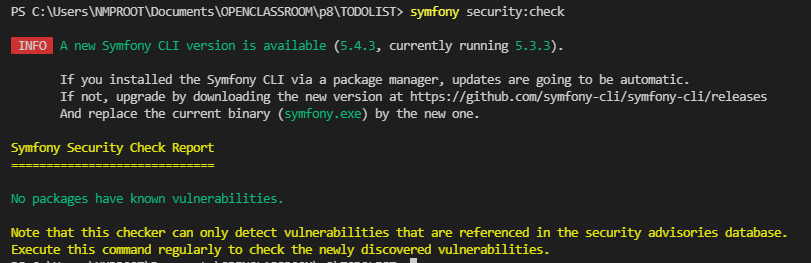 PS C:\Users\NMPROOT\Documents\OPENCLASSROOM\p8\TODOLIST> symfony security:check
INFO A new Symfony CLI version is available (5.4.3, currently running 5.3.3).
If you installed the Symfony CLI via a package manager, updates are going to be automatic.
If not, upgrade by downloading the new version at https://github.com/symfony-cli/symfony-cli/releases
And replace the current binary (symfony.exe) by the new one.
Symfony Security Check Report
=============================
No packages have known vulnerabilities.
Note that this checker can only detect vulnerabilities that are referenced in the security advisories database.
Execute this command regularly to check the newly discovered vulnerabilities.